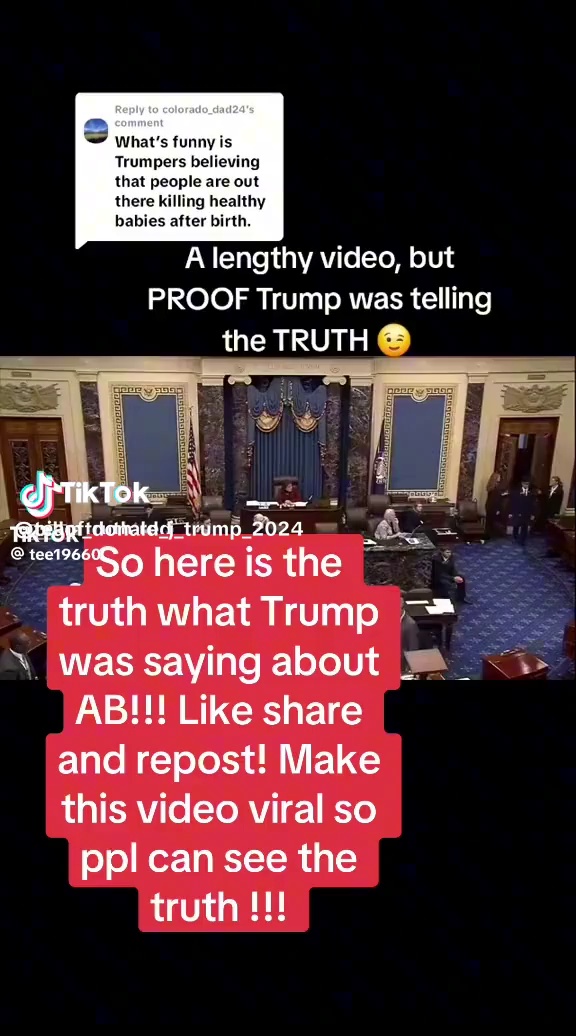 Reply to colorado_dad24's
comment
What's funny is
Trumpers believing
that people are out
there killing healthy
babies after birth.
A lengthy video, but
PROOF Trump was telling
the TRUTH 😉
TikTok
TikTok
@ tee19660
So here is the
truth what Trump
was saying about
AB!!! Like share
and repost! Make
this video viral so
ppl can see the
truth !!!